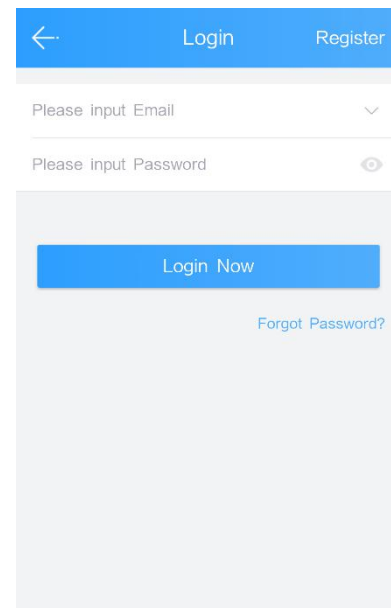 Login Register
Please input Email
Please input Password
Login Now
Forgot Password?